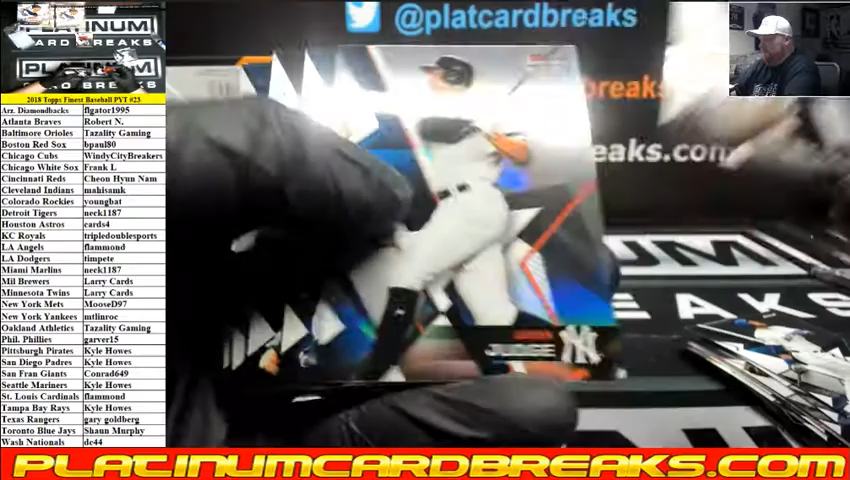 PLATINUM
CARD BREAKS
PLATINUM
CARD BREAKS
@platcardbreaks
breaks
eaks.com
2018 Topps Finest Baseball PYT #23
Arz. Diamondbacks flgator1995
Atlanta Braves Robert N.
Baltimore Orioles Tazality Gaming
Boston Red Sox bpaul80
Chicago Cubs WindyCityBreakers
Chicago White Sox Frank L
Cincinnati Reds Cheon Hyun Nam
Cleveland Indians mahisamk
Colorado Rockies youngbat
Detroit Tigers neck1187
Houston Astros cards4
KC Royals tripledoublesports
LA Angels flammond
LA Dodgers timpete
Miami Marlins neck1187
Mil Brewers Larry Cards
Minnesota Twins Larry Cards
New York Mets MooseD97
New York Yankees mtlinroc
Oakland Athletics Tazality Gaming
Phil. Phillies garver15
Pittsburgh Pirates Kyle Howes
San Diego Padres Kyle Howes
San Fran Giants Conrad649
Seattle Mariners Kyle Howes
St. Louis Cardinals flammond
Tampa Bay Rays Kyle Howes
Texas Rangers gary goldberg
Toronto Blue Jays Shaun Murphy
Wash Nationals dc44
JUDGE
NUM
EAKS
PLATINUMCARDBREAKS.COM